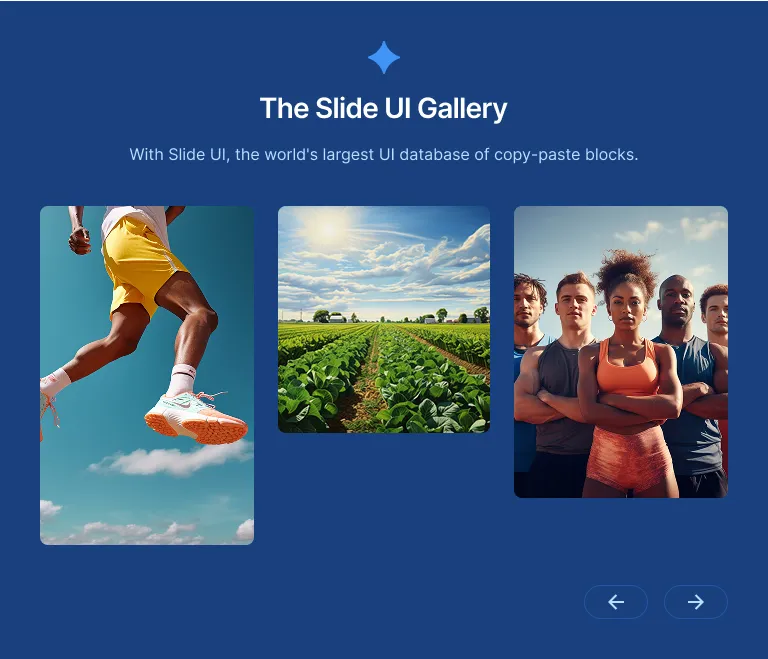 The Slide UI Gallery
With Slide UI, the world's largest UI database of copy-paste blocks.